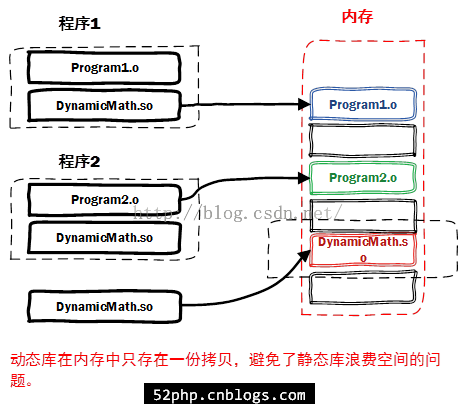 程序1
内存
Program1.o
DynamicMath.so
Program1.o
程序2
Program2.o
Program2.o
http://blog.csdn.net/
DynamicMath.so
DynamicMath.s
o
DynamicMath.so
动态库在内存中只存在一份拷贝，避免了静态库浪费空间的问
题。
52php.cnblogs.com